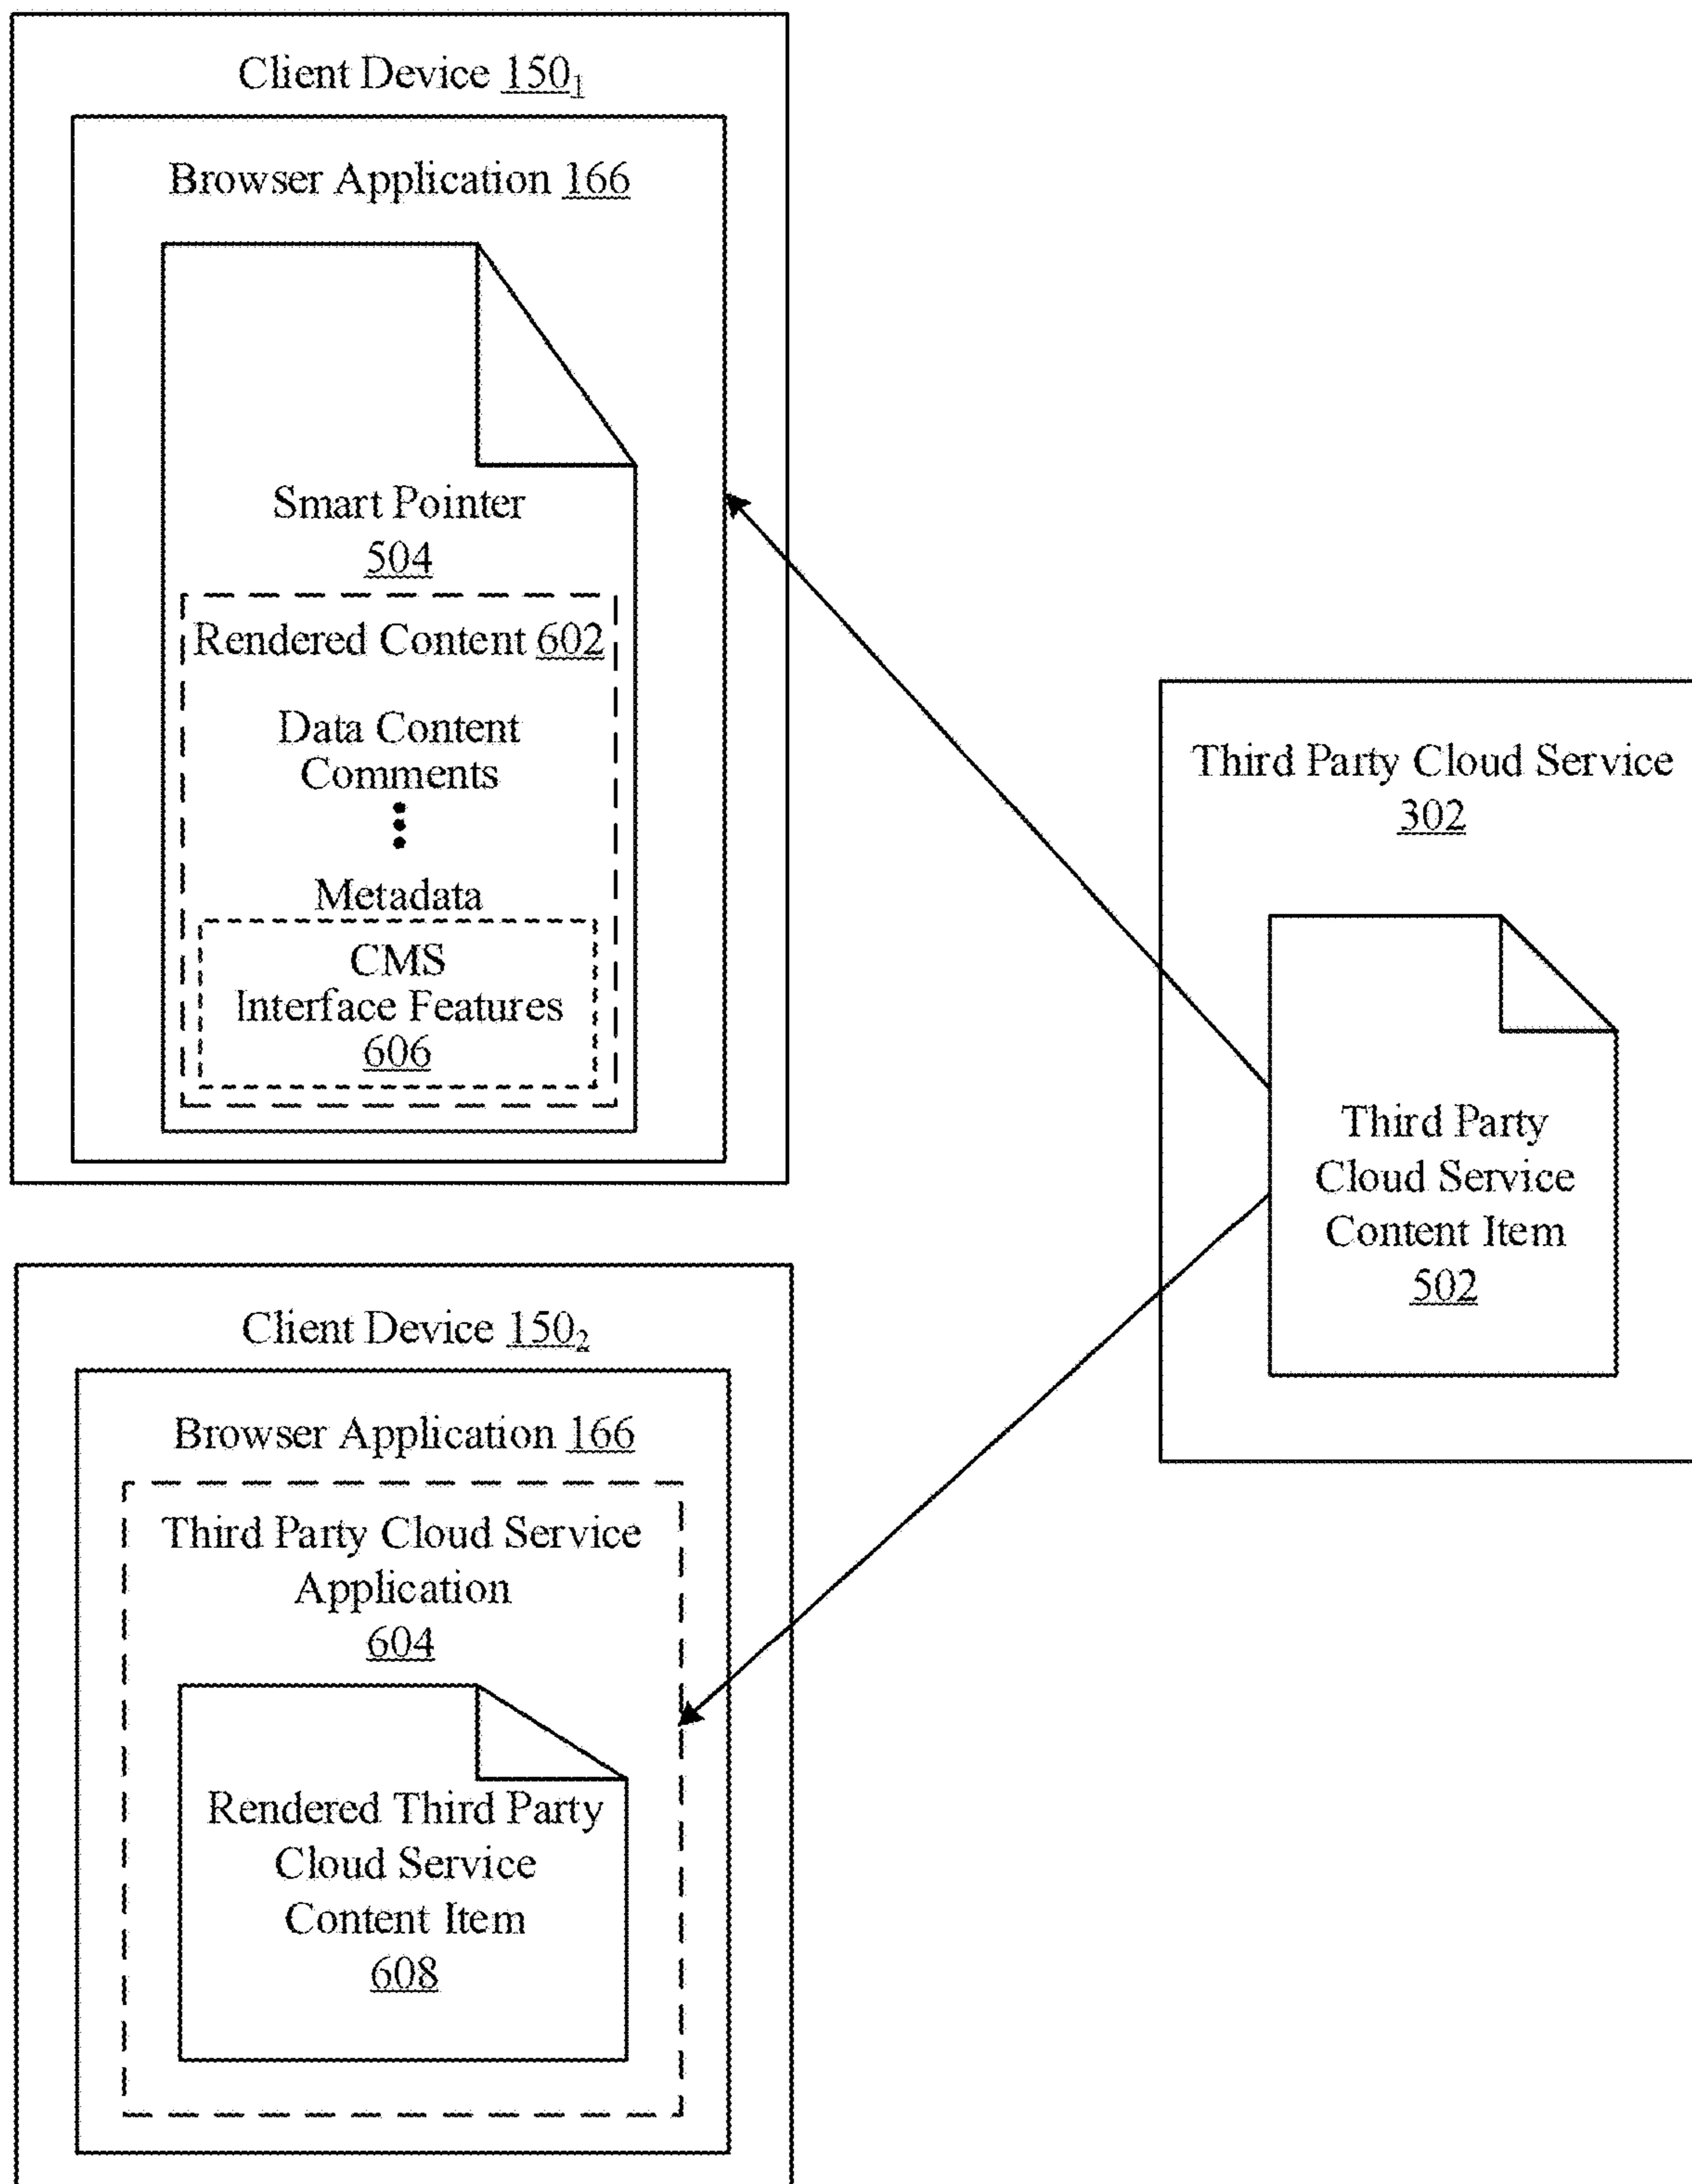 Client Device 150₁
Browser Application 166
Smart Pointer
504
Rendered Content 602
Data Content
Comments
Metadata
CMS
Interface Features
606
Third Party Cloud Service
302
Third Party
Cloud Service
Content Item
502
Client Device 150₂
Browser Application 166
Third Party Cloud Service
Application
604
Rendered Third Party
Cloud Service
Content Item
608